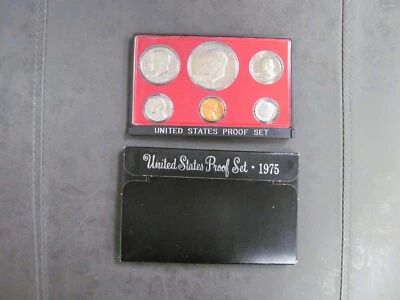 UNITED STATES PROOF SET
United States Proof Set • 1975